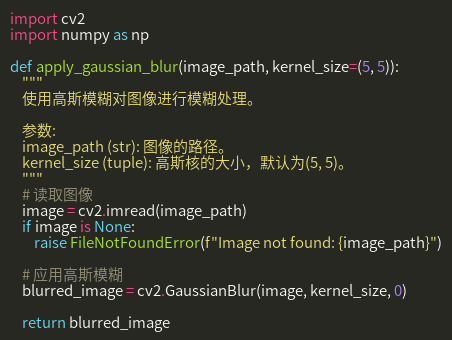 import cv2
import numpy as np

def apply_gaussian_blur(image_path, kernel_size=(5, 5)):
    """
    使用高斯模糊对图像进行模糊处理。

    参数:
    image_path (str): 图像的路径。
    kernel_size (tuple): 高斯核的大小，默认为(5, 5)。
    """
    # 读取图像
    image = cv2.imread(image_path)
    if image is None:
        raise FileNotFoundError(f"Image not found: {image_path}")

    # 应用高斯模糊
    blurred_image = cv2.GaussianBlur(image, kernel_size, 0)

    return blurred_image